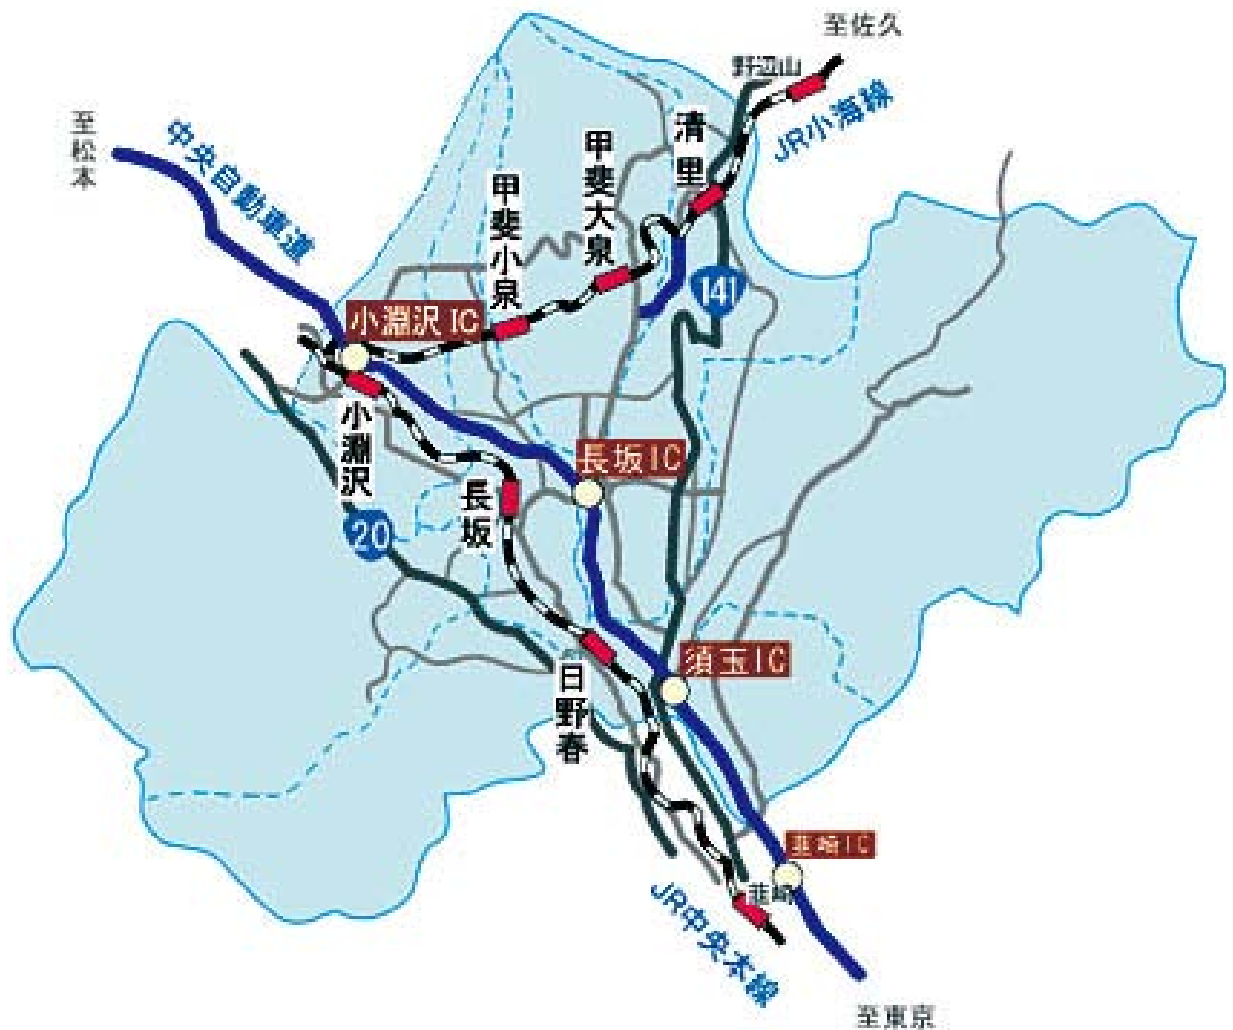 至佐久
野辺山
JR小海線
至松本
中央自動車道
清里
甲斐大泉
甲斐小泉
141
小淵沢IC
小淵沢
長坂IC
長坂
20
須玉IC
日野春
韮崎IC
韮崎
JR中央本線
至東京